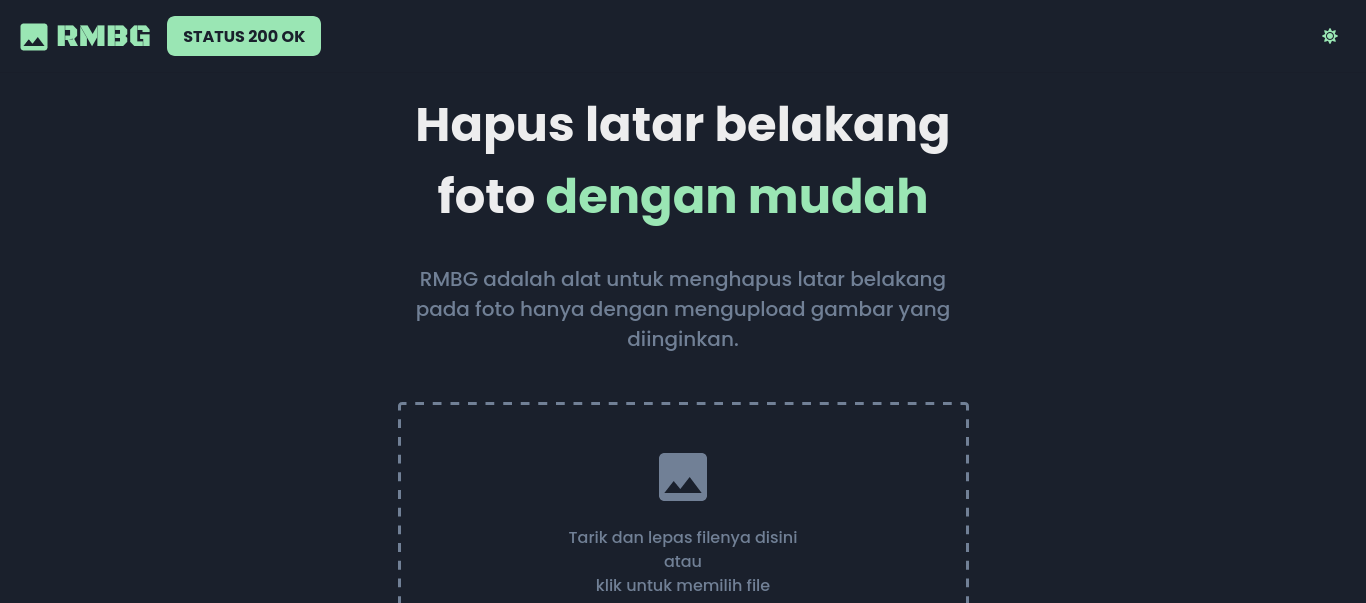 RMBG
STATUS 200 OK
Hapus latar belakang
foto dengan mudah
RMBG adalah alat untuk menghapus latar belakang
pada foto hanya dengan mengupload gambar yang
diinginkan.
Tarik dan lepas filenya disini
atau
klik untuk memilih file